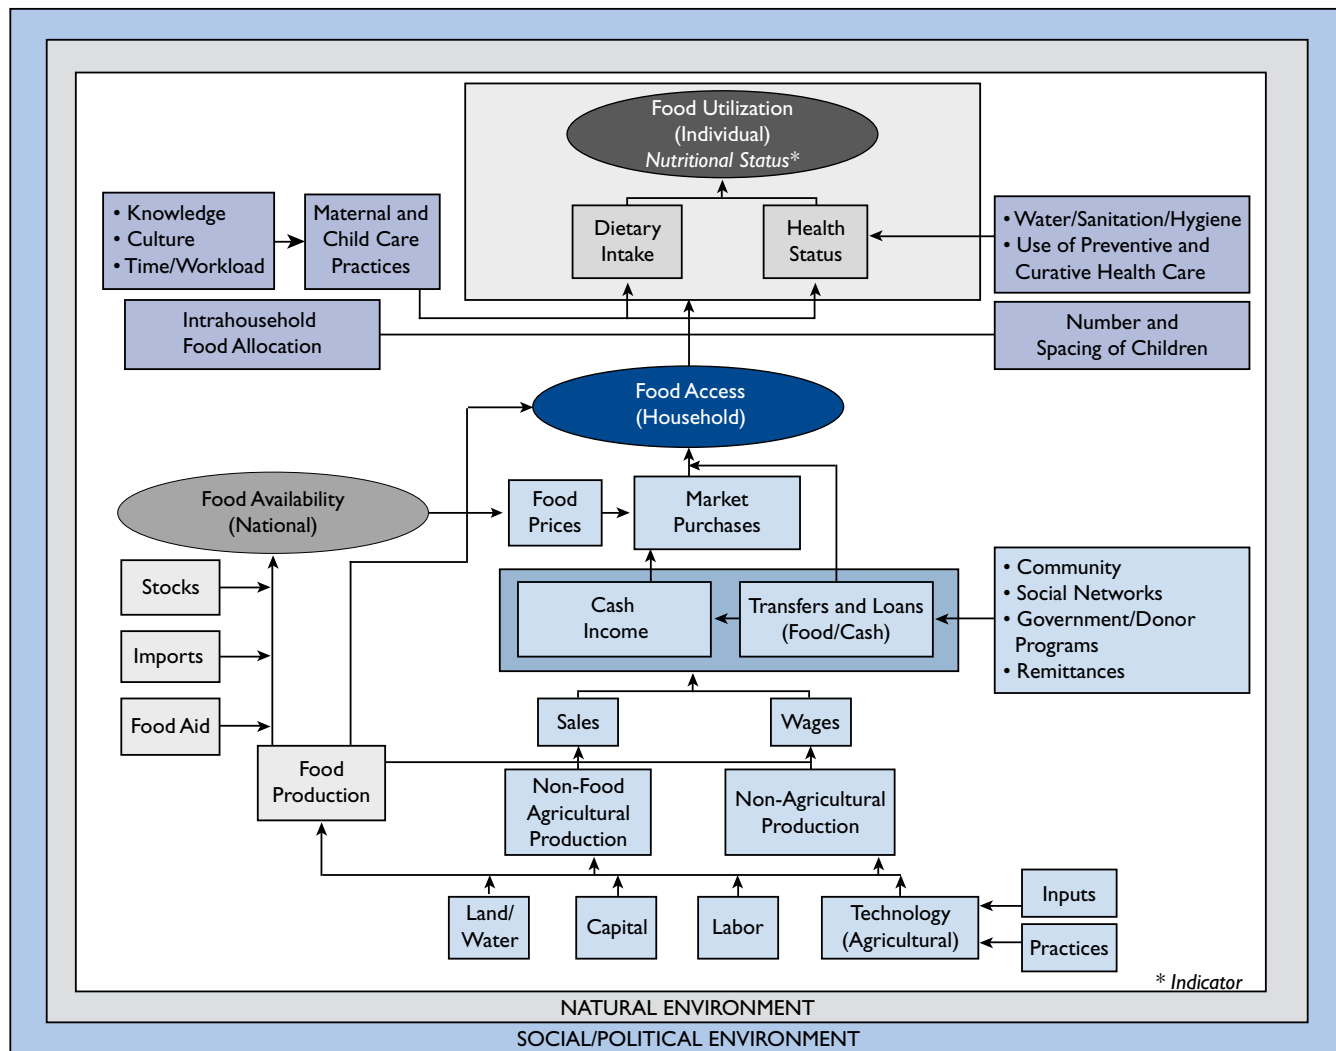 Food Utilization
(Individual)
Nutritional Status*
• Knowledge
• Culture
• Time/Workload
Maternal and
Child Care
Practices
Dietary
Intake
Health
Status
• Water/Sanitation/Hygiene
• Use of Preventive and
Curative Health Care
Intrahousehold
Food Allocation
Number and
Spacing of Children
Food Access
(Household)
Food Availability
(National)
Food
Prices
Market
Purchases
Stocks
Imports
Food Aid
Cash
Income
Transfers and Loans
(Food/Cash)
• Community
• Social Networks
• Government/Donor
Programs
• Remittances
Sales
Wages
Food
Production
Non-Food
Agricultural
Production
Non-Agricultural
Production
Land/
Water
Capital
Labor
Technology
(Agricultural)
Inputs
Practices
* Indicator
NATURAL ENVIRONMENT
SOCIAL/POLITICAL ENVIRONMENT